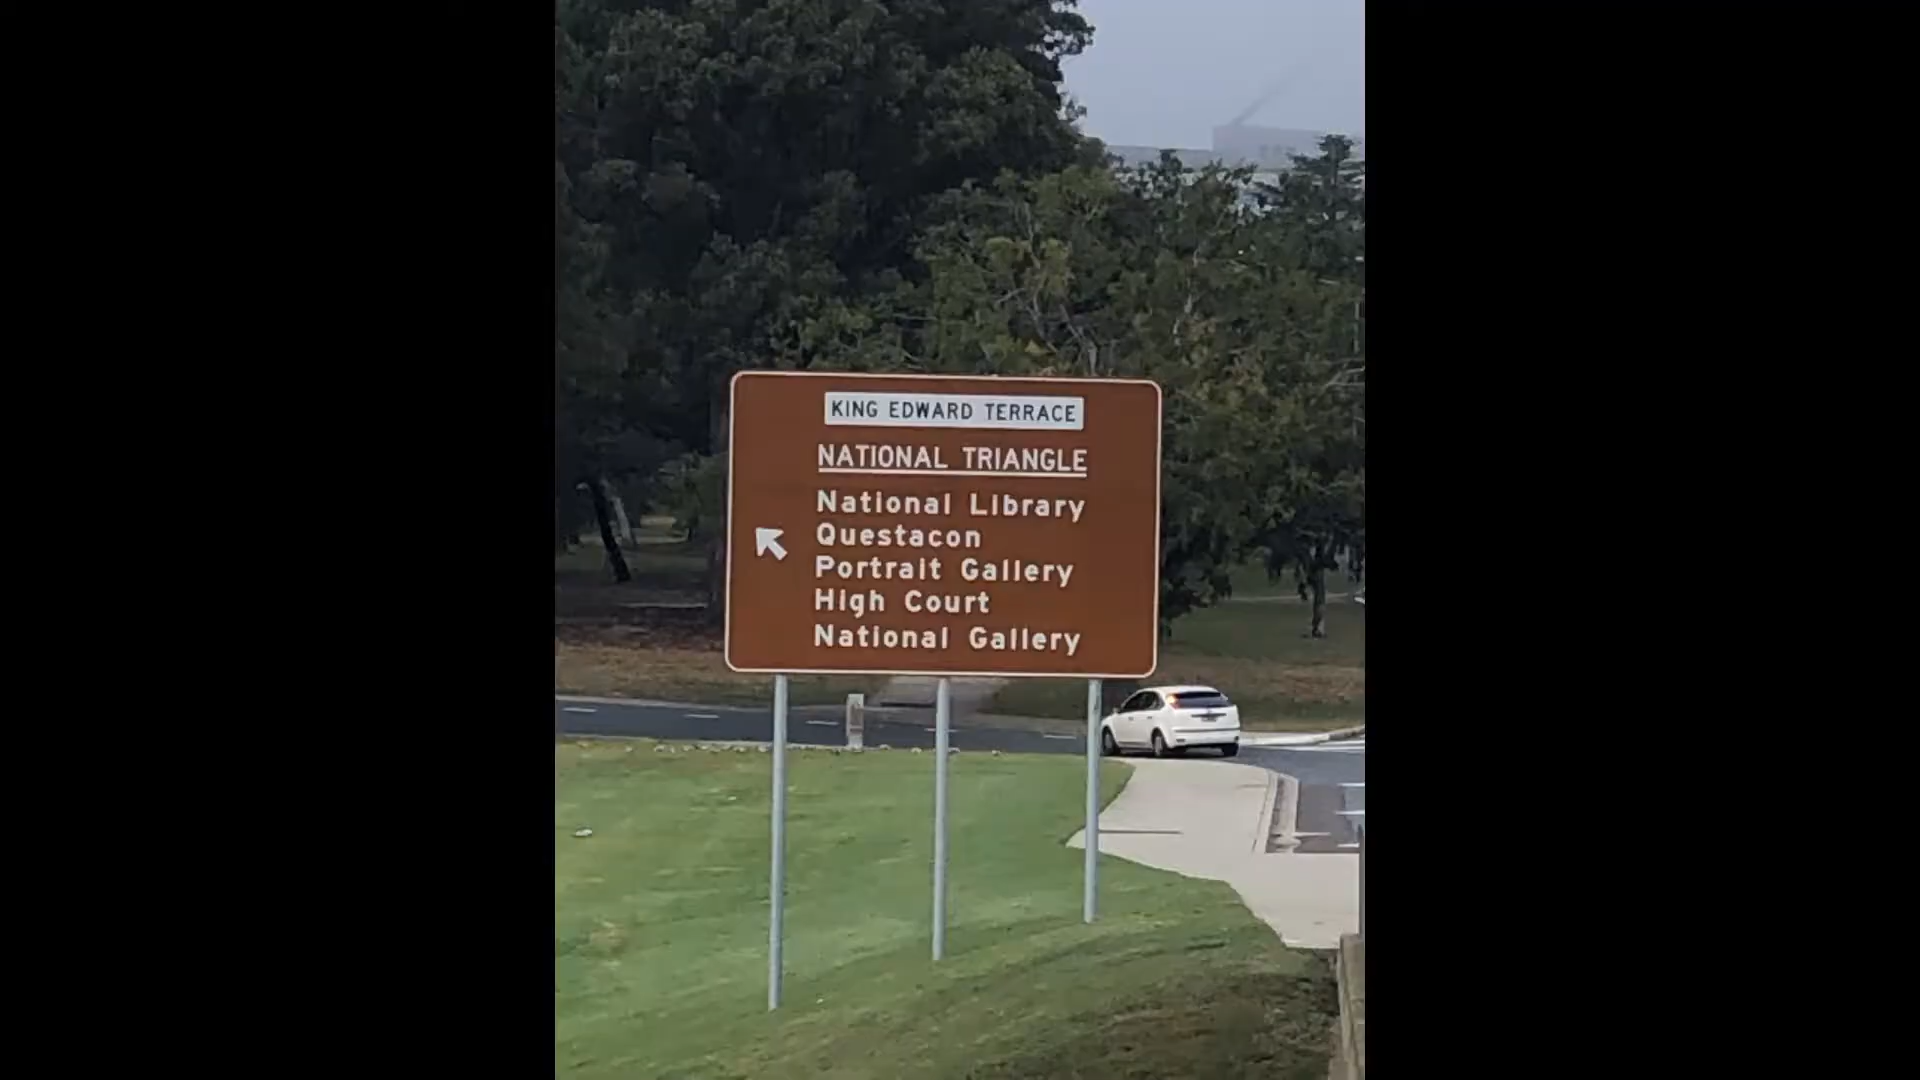 KING EDWARD TERRACE
NATIONAL TRIANGLE
National Library
Questacon
Portrait Gallery
High Court
National Gallery